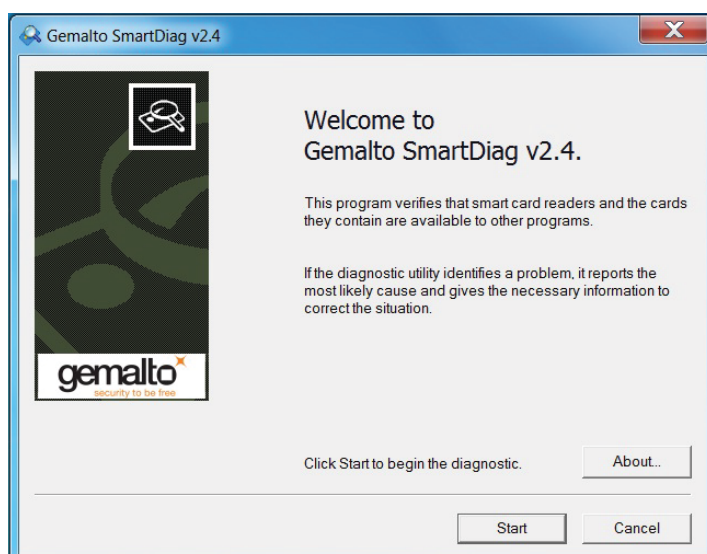 Gemalto SmartDiag v2.4
Welcome to
Gemalto SmartDiag v2.4.
This program verifies that smart card readers and the cards
they contain are available to other programs.
If the diagnostic utility identifies a problem, it reports the
most likely cause and gives the necessary information to
correct the situation.
gemalto
security to be free
Click Start to begin the diagnostic.
About...
Start
Cancel